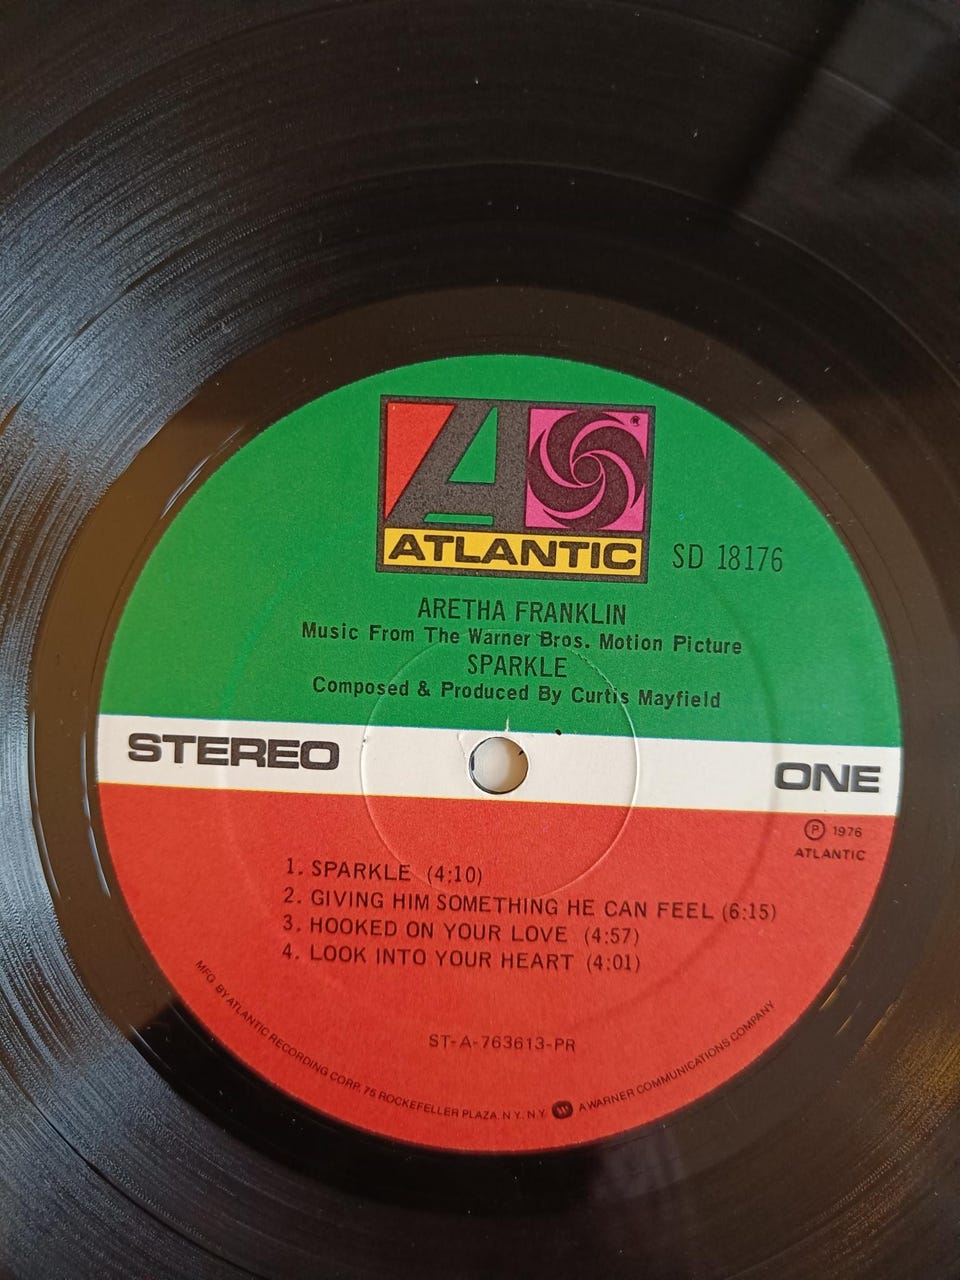 ATLANTIC
SD 18176
ARETHA FRANKLIN
Music From The Warner Bros. Motion Picture
SPARKLE
Composed & Produced By Curtis Mayfield
STEREO
ONE
Ⓟ 1976
ATLANTIC
1. SPARKLE (4:10)
2. GIVING HIM SOMETHING HE CAN FEEL (6:15)
3. HOOKED ON YOUR LOVE (4:57)
4. LOOK INTO YOUR HEART (4:01)
ST-A-763613-PR
MFG BY ATLANTIC RECORDING CORP. 75 ROCKEFELLER PLAZA. N.Y. N.Y. A WARNER COMMUNICATIONS COMPANY